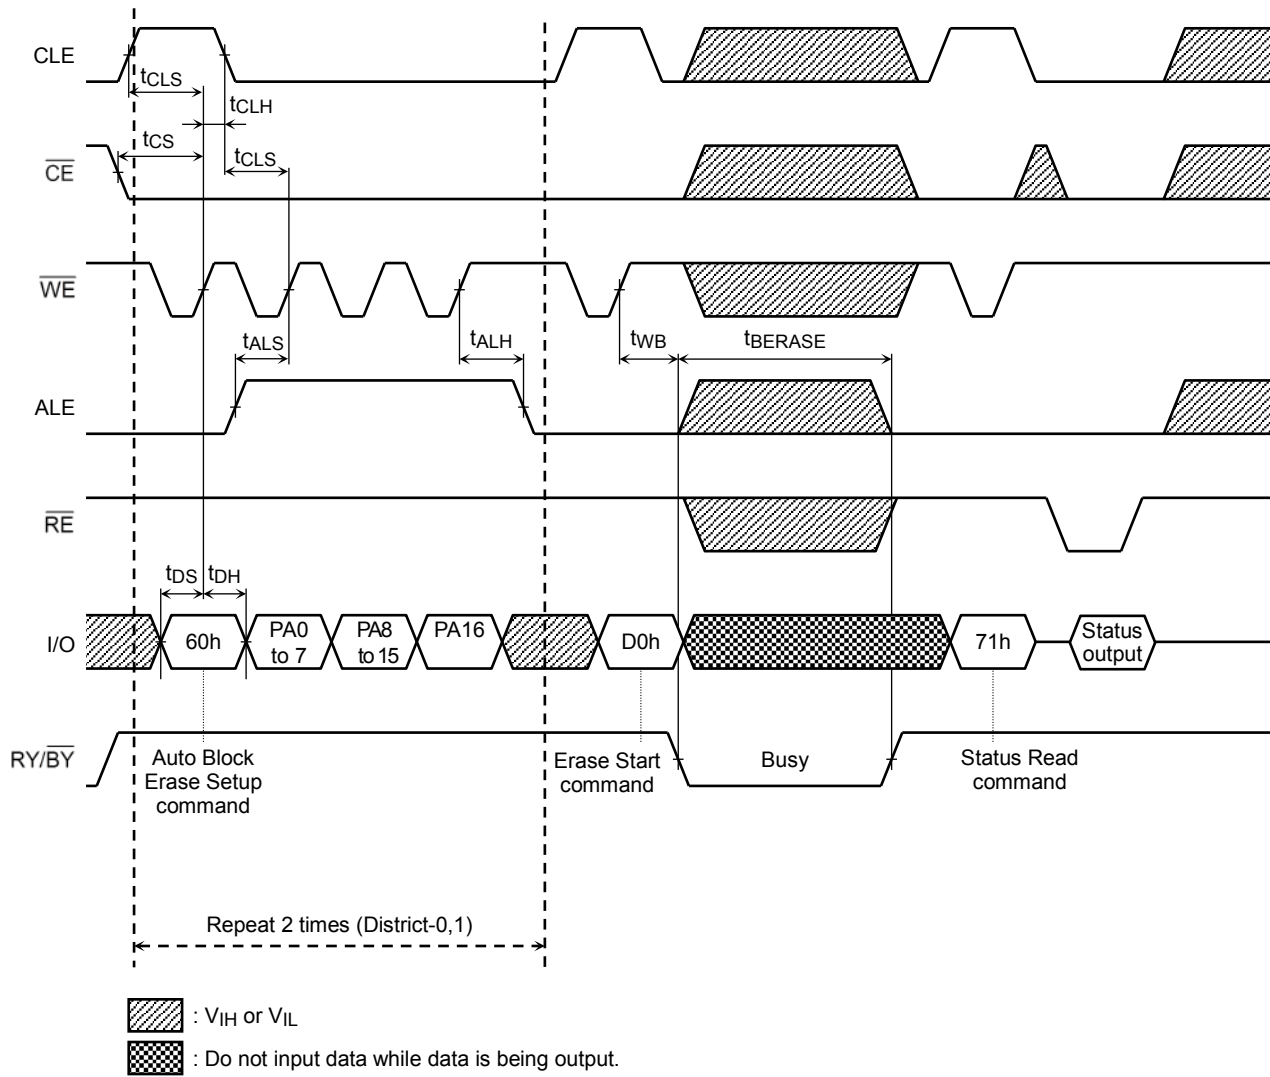 CLE
tCLS
tCLH
tCS
tCLS
CE
WE
tALS
tALH
tWB
tBERASE
ALE
RE
tDS
tDH
I/O
60h
PA0
to 7
PA8
to 15
PA16
D0h
71h
Status
output
RY/BY
Auto Block
Erase Setup
command
Erase Start
command
Busy
Status Read
command
Repeat 2 times (District-0,1)
: VIH or VIL
: Do not input data while data is being output.